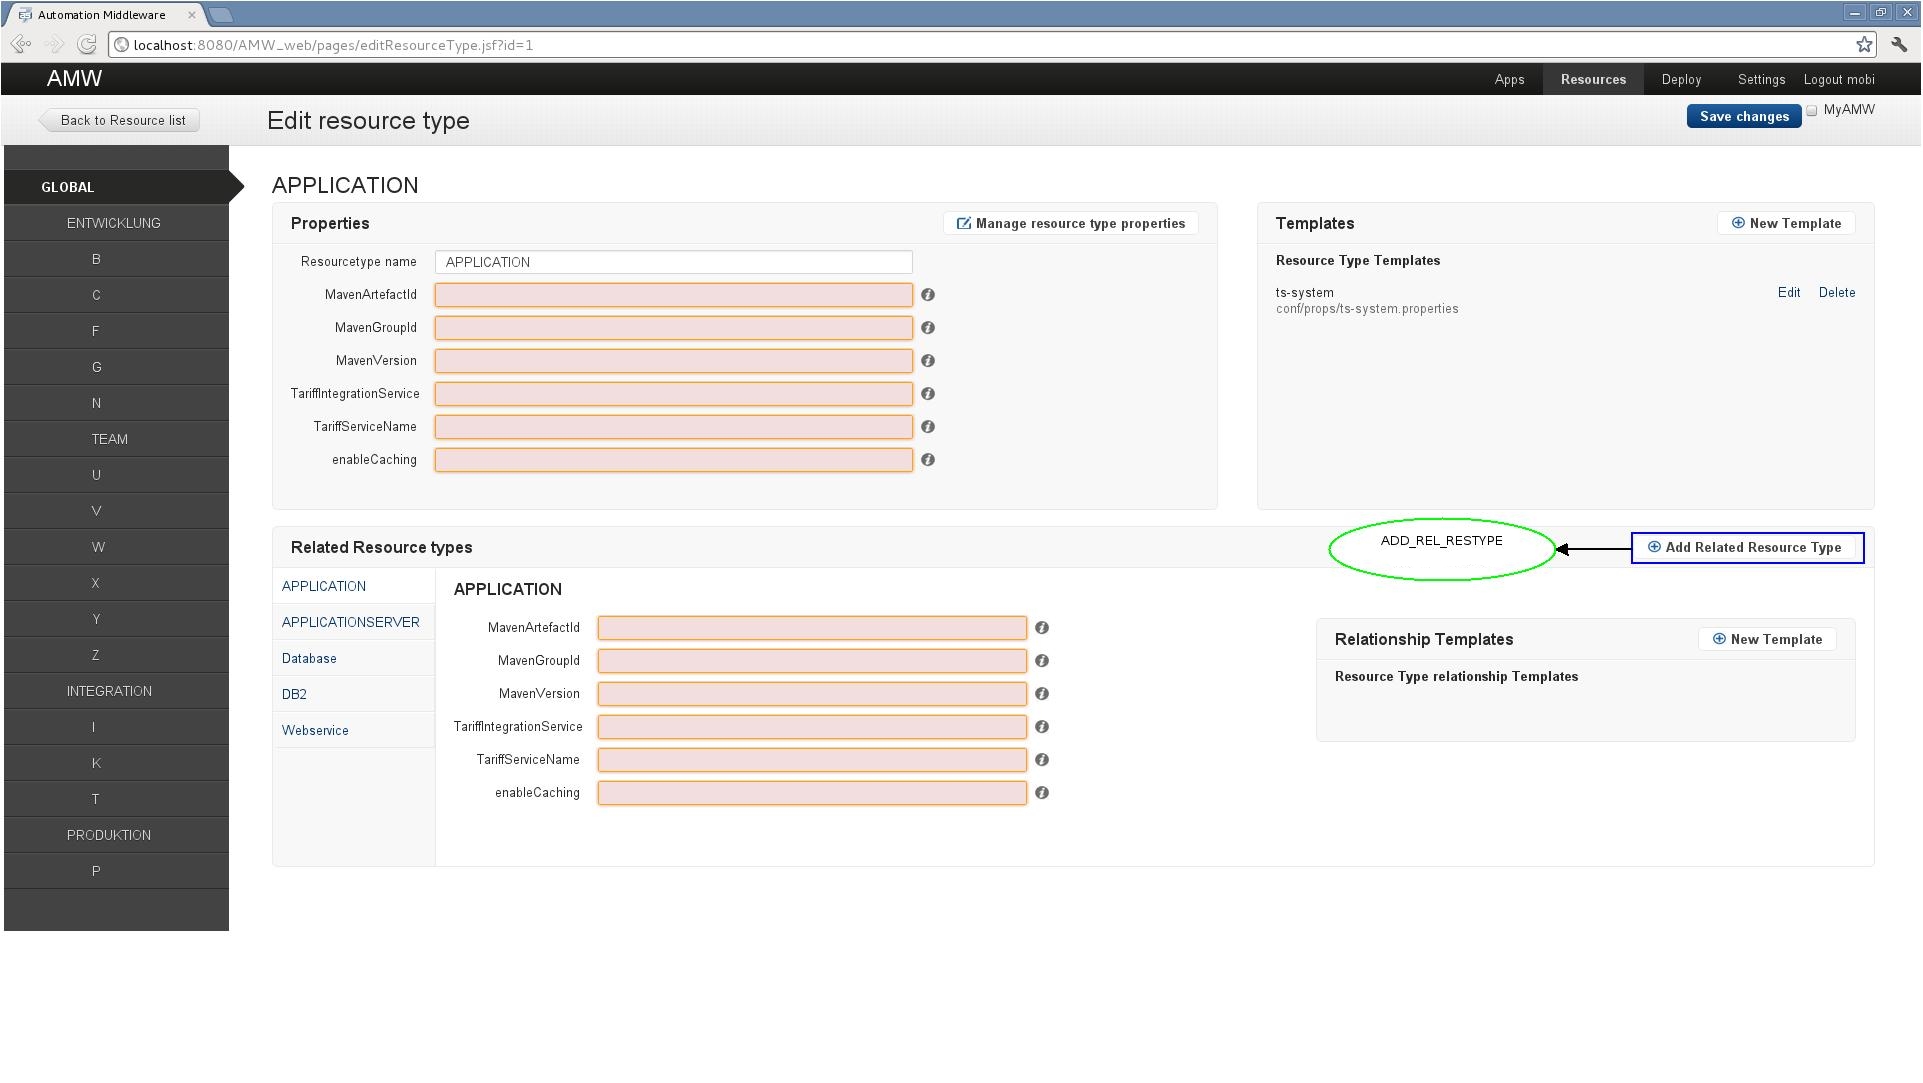 Automation Middleware
localhost:8080/AMW_web/pages/editResourceType.jsf?id=1
AMW
Apps Resources Deploy Settings Logout mobi
Back to Resource list
Edit resource type
Save changes
MyAMW
GLOBAL
ENTWICKLUNG
B
C
F
G
N
TEAM
U
V
W
X
Y
Z
INTEGRATION
I
K
T
PRODUKTION
P
APPLICATION
Properties
Manage resource type properties
Resourcetype name APPLICATION
MavenArtefactId
MavenGroupId
MavenVersion
TariffIntegrationService
TariffServiceName
enableCaching
Templates
New Template
Resource Type Templates
ts-system
Edit Delete
conf/props/ts-system.properties
Related Resource types
ADD_REL_RESTYPE
Add Related Resource Type
APPLICATION
APPLICATIONSERVER
Database
DB2
Webservice
APPLICATION
MavenArtefactId
MavenGroupId
MavenVersion
TariffIntegrationService
TariffServiceName
enableCaching
Relationship Templates
New Template
Resource Type relationship Templates